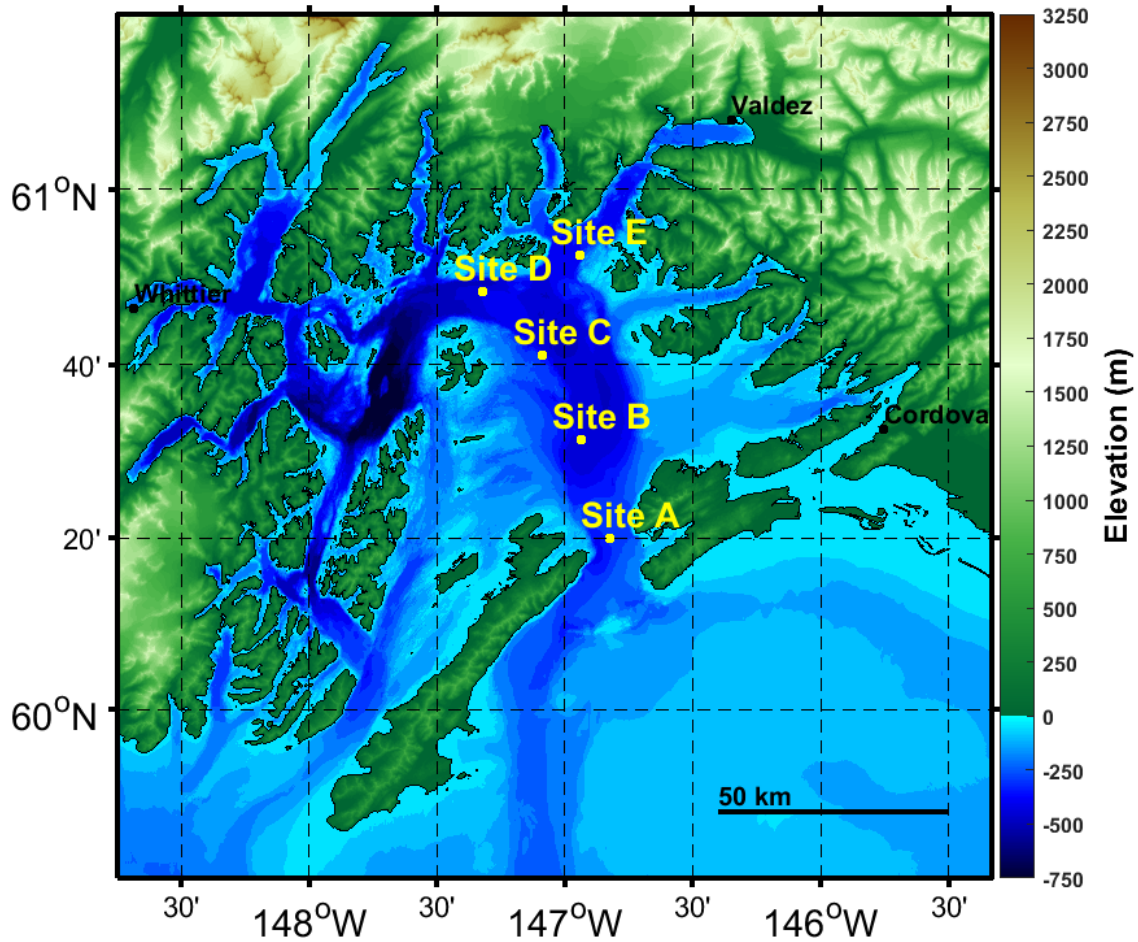 Valdez
61°N
Site E
Site D
Whittier
Site C
40'
Site B
Cordova
Site A
20'
60°N
50 km
30'
148°W
30'
147°W
30'
146°W
30'
3250
3000
2750
2500
2250
2000
1750
1500
1250
1000
750
500
250
0
-250
-500
-750
Elevation (m)